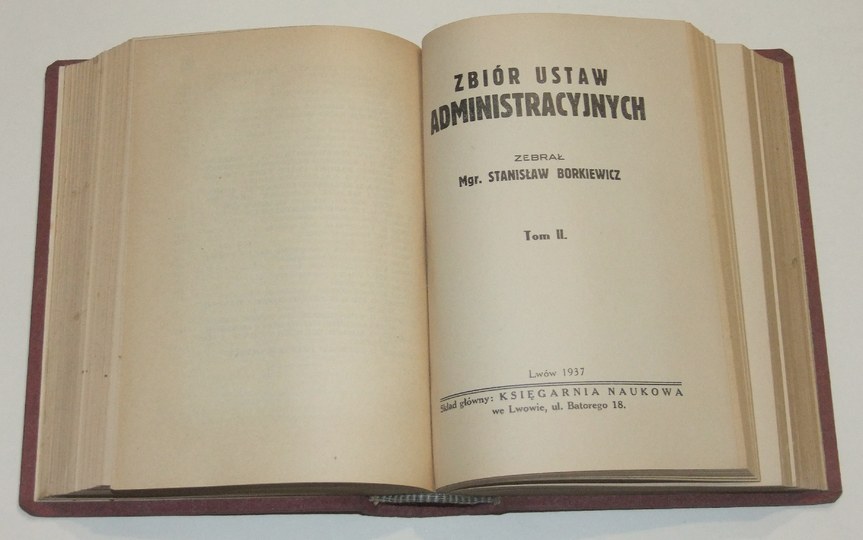 ZBIÓR USTAW
ADMINISTRACYJNYCH
ZEBRAŁ
Mgr. STANISŁAW BORKIEWICZ
Tom II.
Lwów 1937
Skład główny: KSIĘGARNIA NAUKOWA
we Lwowie, ul. Batorego 18.